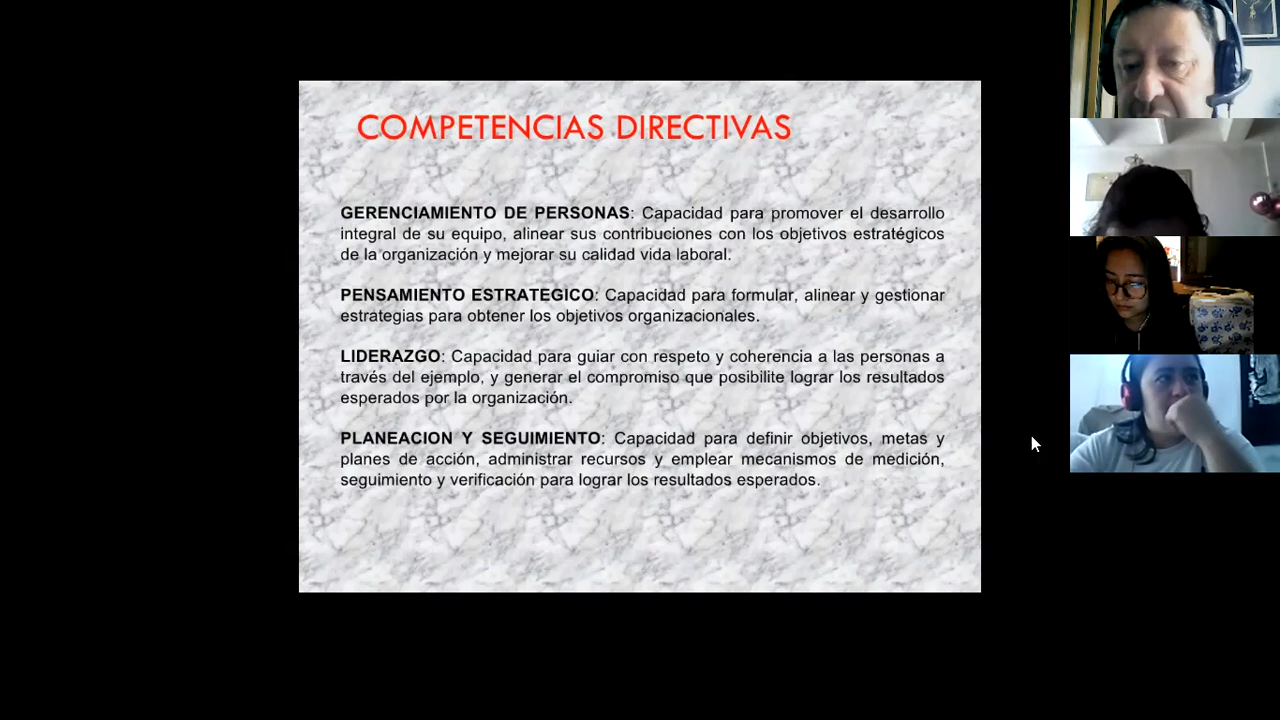 COMPETENCIAS DIRECTIVAS
GERENCIAMIENTO DE PERSONAS: Capacidad para promover el desarrollo
integral de su equipo, alinear sus contribuciones con los objetivos estratégicos
de la organización y mejorar su calidad vida laboral.
PENSAMIENTO ESTRATEGICO: Capacidad para formular, alinear y gestionar
estrategias para obtener los objetivos organizacionales.
LIDERAZGO: Capacidad para guiar con respeto y coherencia a las personas a
través del ejemplo, y generar el compromiso que posibilite lograr los resultados
esperados por la organización.
PLANEACION Y SEGUIMIENTO: Capacidad para definir objetivos, metas y
planes de acción, administrar recursos y emplear mecanismos de medición,
seguimiento y verificación para lograr los resultados esperados.